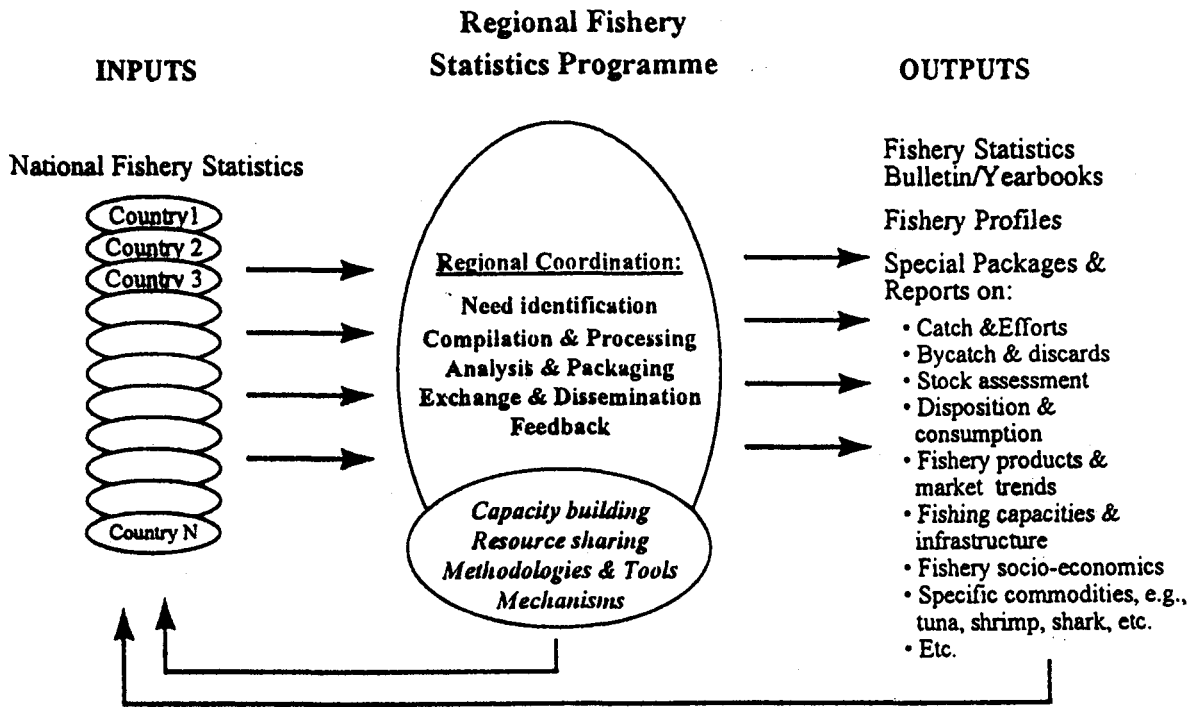 Regional Fishery
Statistics Programme
INPUTS
OUTPUTS
National Fishery Statistics
Country1
Country 2
Country 3
Country N
Regional Coordination:
Need identification
Compilation & Processing
Analysis & Packaging
Exchange & Dissemination
Feedback
Capacity building
Resource sharing
Methodologies & Tools
Mechanisms
Fishery Statistics
Bulletin/Yearbooks
Fishery Profiles
Special Packages &
Reports on:
• Catch &Efforts
• Bycatch & discards
• Stock assessment
• Disposition &
consumption
• Fishery products &
market trends
• Fishing capacities &
infrastructure
• Fishery socio-economics
• Specific commodities, e.g.,
tuna, shrimp, shark, etc.
• Etc.